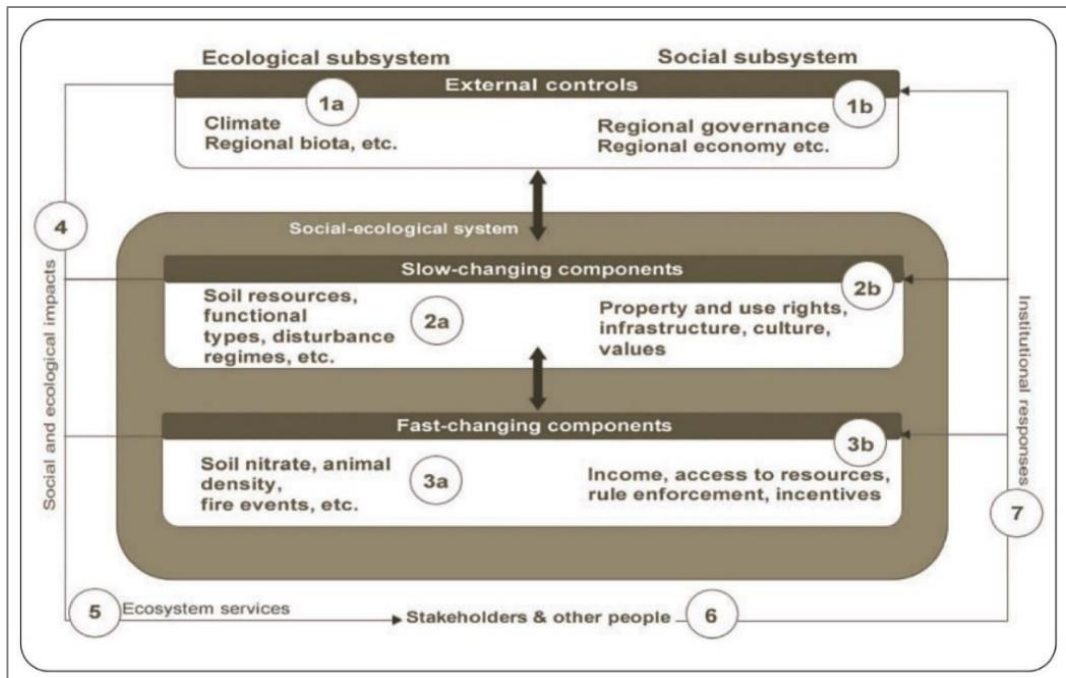 Ecological subsystem
Social subsystem
External controls
1a
1b
Climate
Regional biota, etc.
Regional governance
Regional economy etc.
4
Social-ecological system
Slow-changing components
2b
Soil resources,
functional
types, disturbance
regimes, etc.
2a
Property and use rights,
infrastructure, culture,
values
Social and ecological impacts
Institutional responses
Fast-changing components
3b
Soil nitrate, animal
density,
fire events, etc.
3a
Income, access to resources,
rule enforcement, incentives
7
5
Ecosystem services
Stakeholders & other people
6